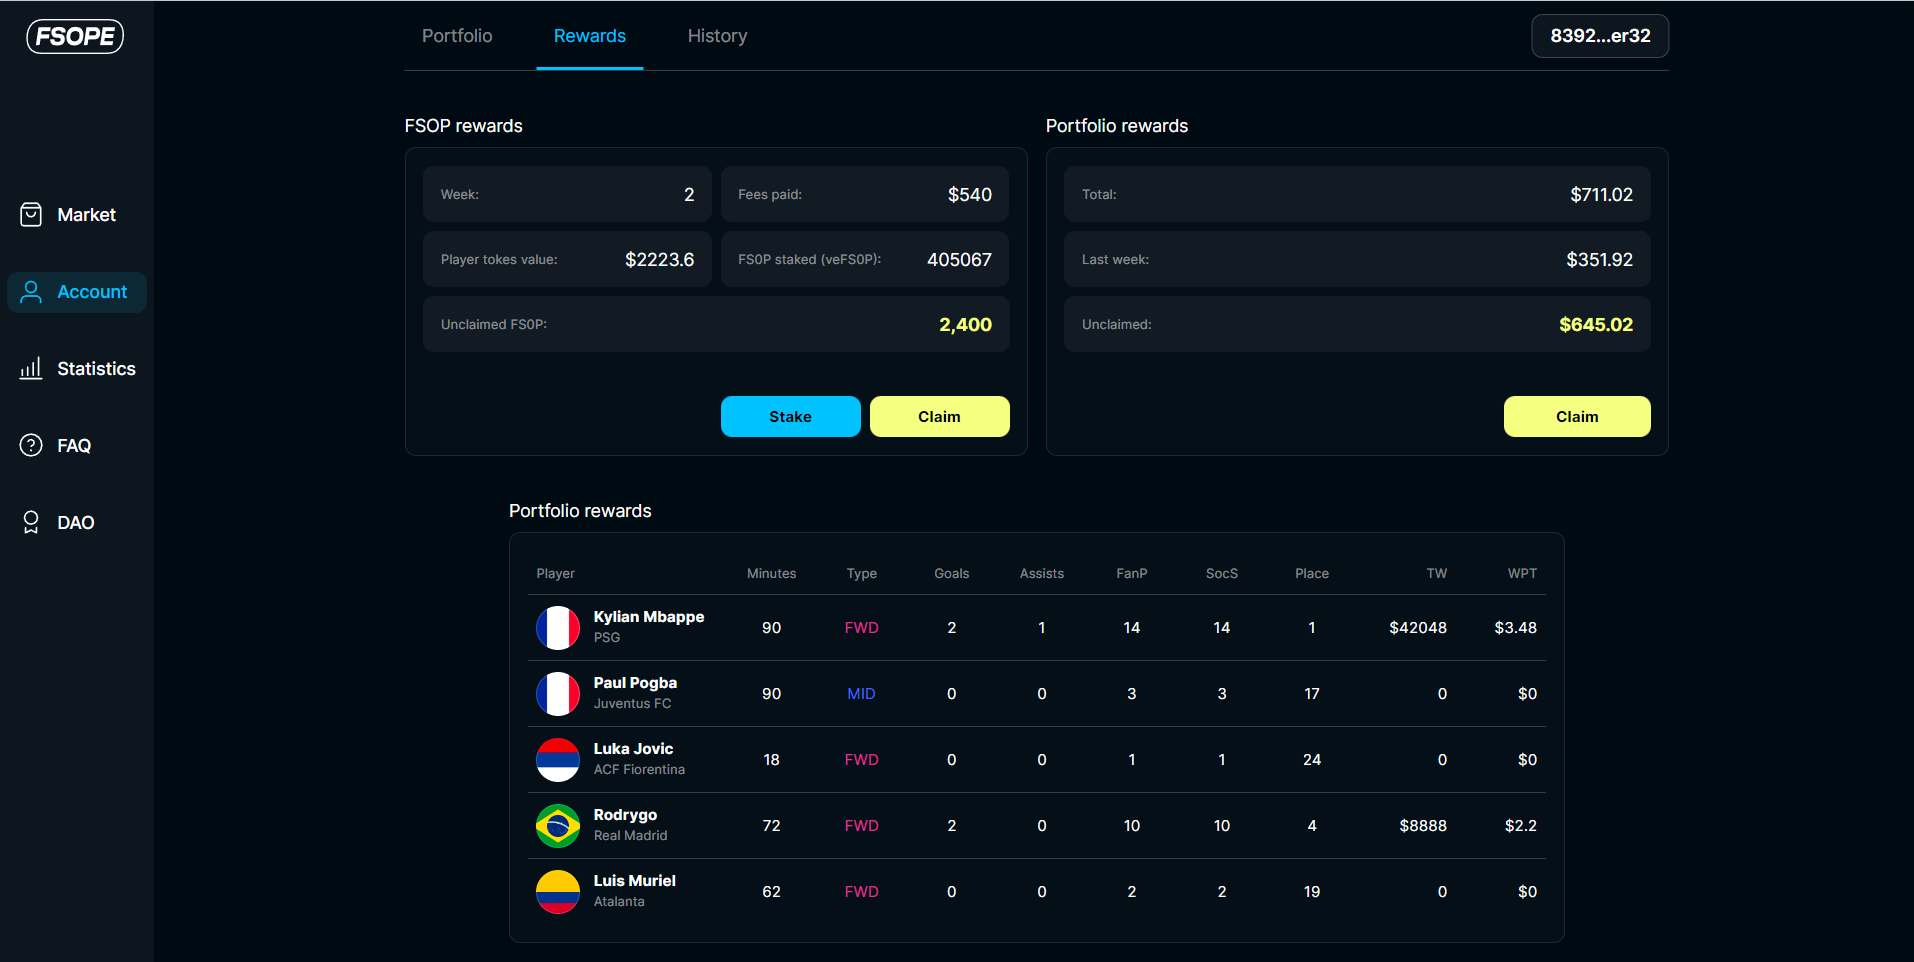 FSOPE
Portfolio Rewards History
8392...er32
Market
Account
Statistics
FAQ
DAO
FSOP rewards
Week: 2
Fees paid: $540
Player tokes value: $2223.6
FS0P staked (veFS0P): 405067
Unclaimed FS0P: 2,400
Stake Claim
Portfolio rewards
Total: $711.02
Last week: $351.92
Unclaimed: $645.02
Claim
Portfolio rewards
Player Minutes Type Goals Assists FanP SocS Place TW WPT
Kylian Mbappe
PSG
90 FWD 2 1 14 14 1 $42048 $3.48
Paul Pogba
Juventus FC
90 MID 0 0 3 3 17 0 $0
Luka Jovic
ACF Fiorentina
18 FWD 0 0 1 1 24 0 $0
Rodrygo
Real Madrid
72 FWD 2 0 10 10 4 $8888 $2.2
Luis Muriel
Atalanta
62 FWD 0 0 2 2 19 0 $0